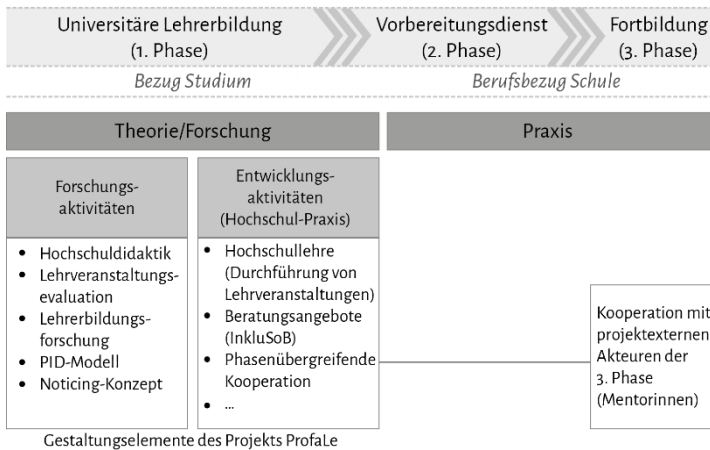 Universitäre Lehrerbildung
(1. Phase)
Vorbereitungsdienst
(2. Phase)
Fortbildung
(3. Phase)
Bezug Studium
Berufsbezug Schule
Theorie/Forschung
Praxis
Forschungs-
aktivitäten
• Hochschuldidaktik
• Lehrveranstaltungs-
evaluation
• Lehrerbildungs-
forschung
• PID-Modell
• Noticing-Konzept
Entwicklungs-
aktivitäten
(Hochschul-Praxis)
• Hochschullehre
(Durchführung von
Lehrveranstaltungen)
• Beratungsangebote
(InkluSoB)
• Phasenübergreifende
Kooperation
• ...
Kooperation mit
projektexternen
Akteuren der
3. Phase
(Mentorinnen)
Gestaltungselemente des Projekts ProfaLe